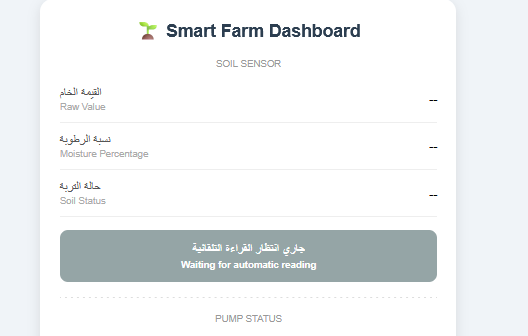 🌱 Smart Farm Dashboard
SOIL SENSOR
القيمة الخام
Raw Value
--
نسبة الرطوبة
Moisture Percentage
--
حالة التربة
Soil Status
--
جاري انتظار القراءة التلقائية
Waiting for automatic reading
PUMP STATUS